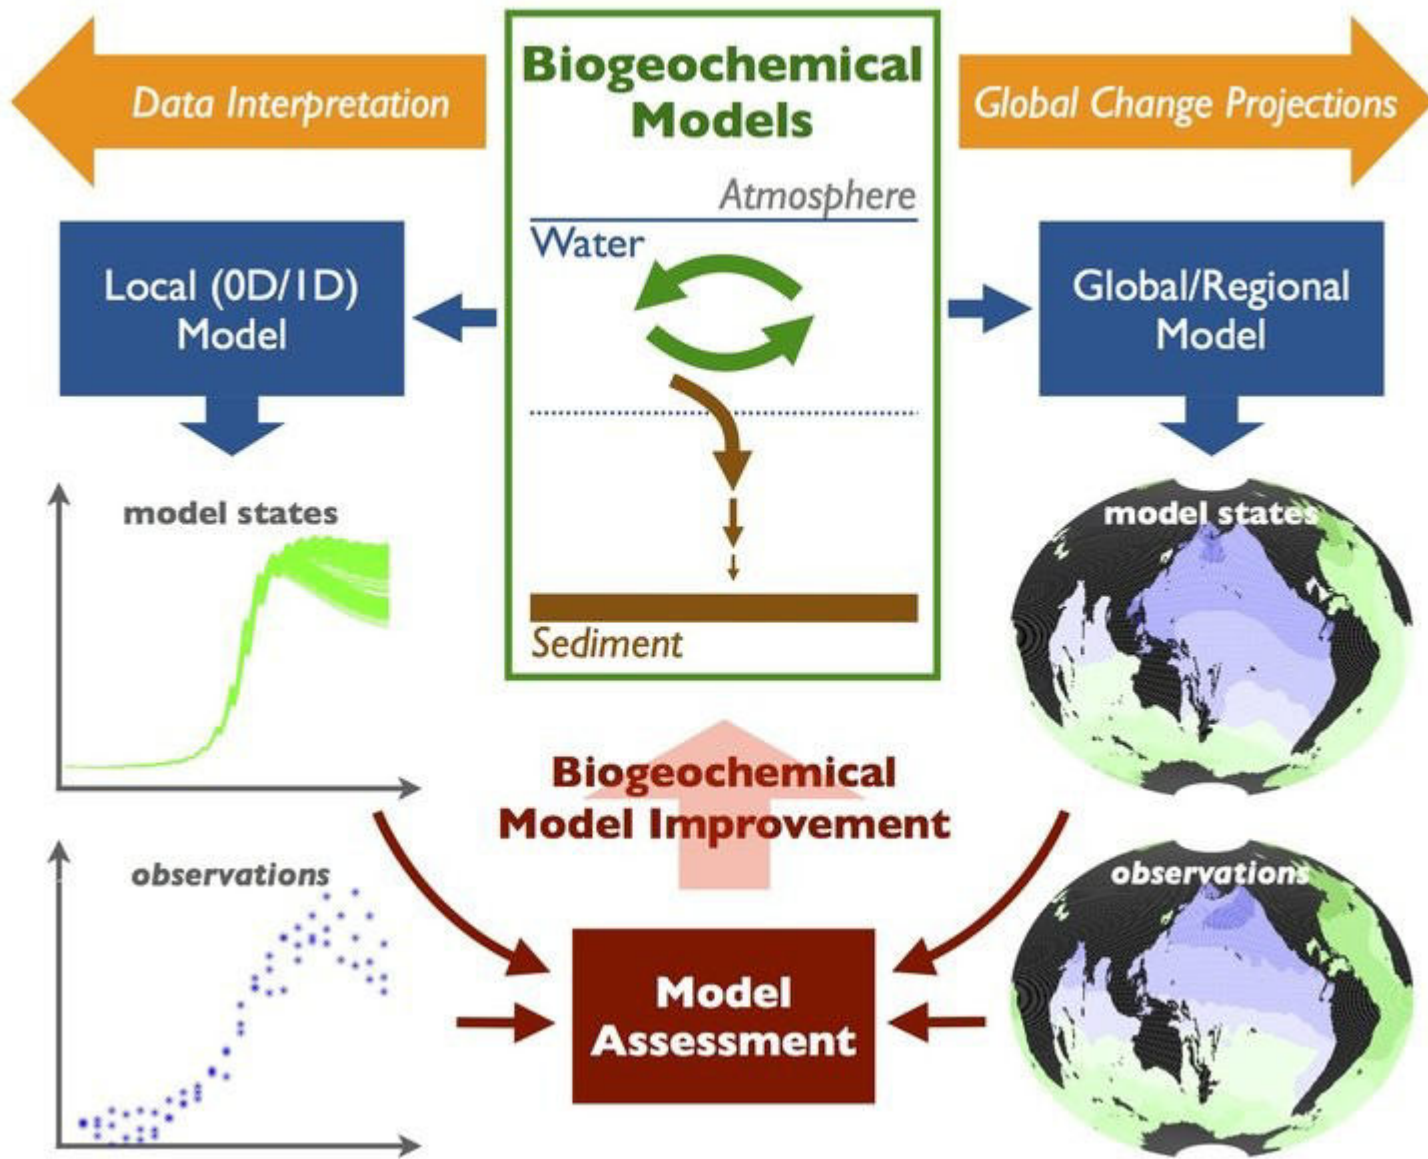 Biogeochemical
Models
Data Interpretation
Global Change Projections
Atmosphere
Water
Local (0D/1D)
Model
Global/Regional
Model
model states
model states
Sediment
Biogeochemical
Model Improvement
observations
observations
Model
Assessment